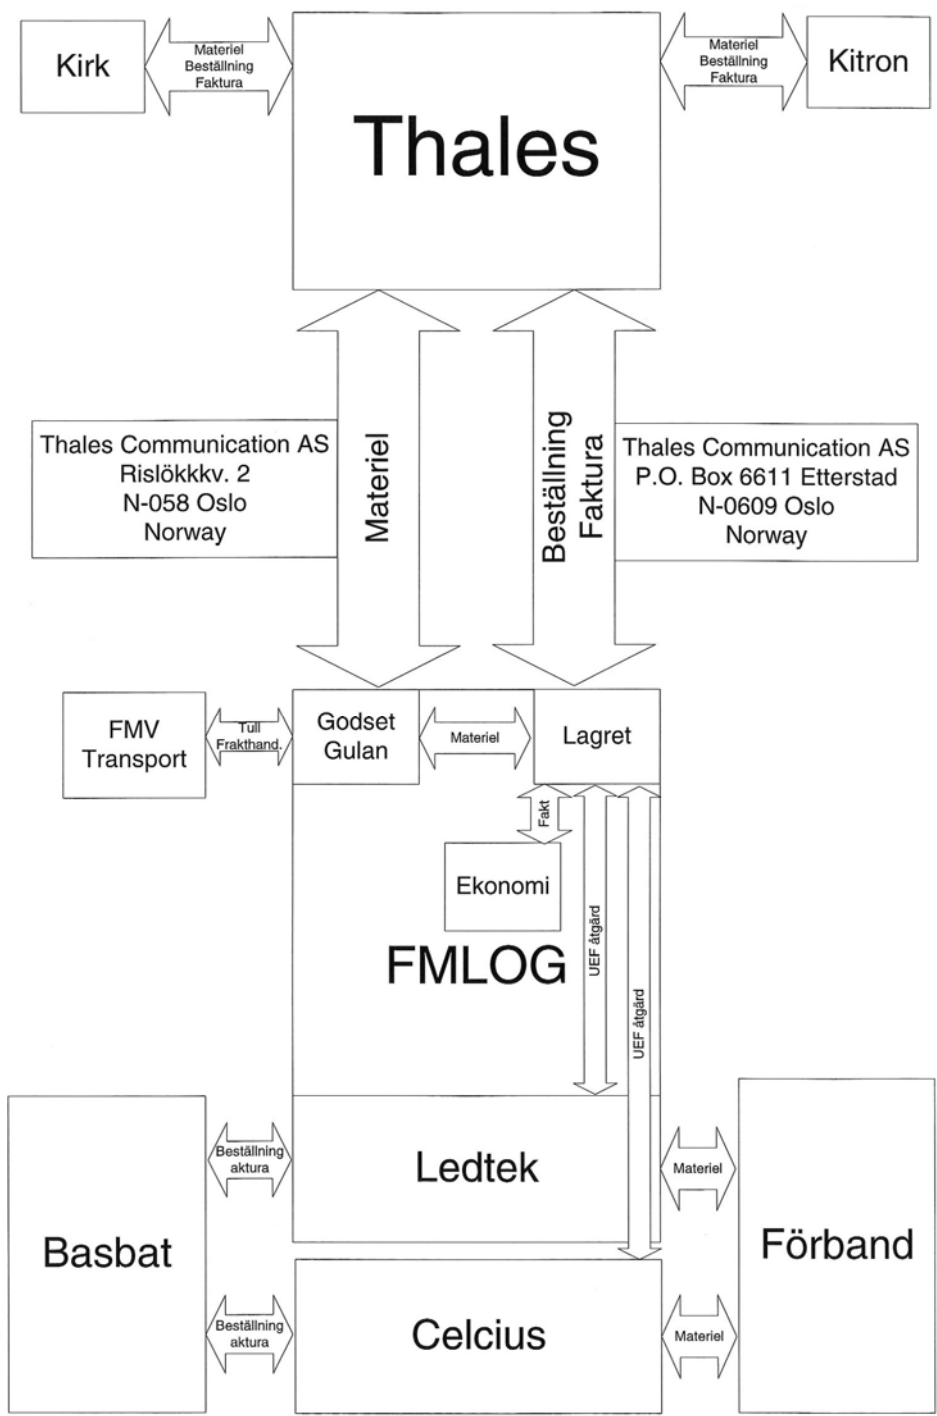 Kirk
Materiel
Beställning
Faktura
Thales
Materiel
Beställning
Faktura
Kitron
Thales Communication AS
Rislökkkv. 2
N-058 Oslo
Norway
Materiel
Beställning
Faktura
Thales Communication AS
P.O. Box 6611 Etterstad
N-0609 Oslo
Norway
FMV
Transport
Tull
Frakthand.
Godset
Gulan
Materiel
Lagret
Fakt
Ekonomi
UEF åtgärd
UEF åtgärd
FMLOG
Basbat
Beställning
aktura
Ledtek
Materiel
Förband
Beställning
aktura
Celcius
Materiel